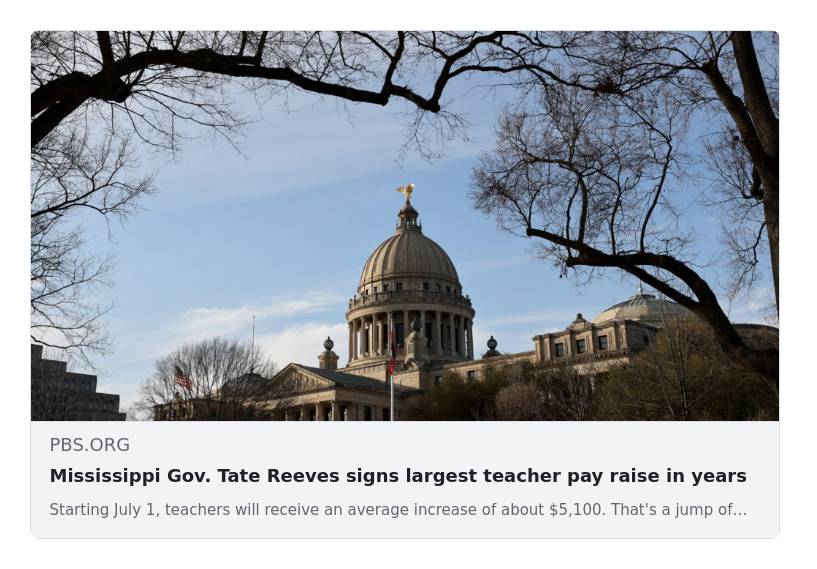 PBS.ORG
Mississippi Gov. Tate Reeves signs largest teacher pay raise in years
Starting July 1, teachers will receive an average increase of about $5,100. That's a jump of...